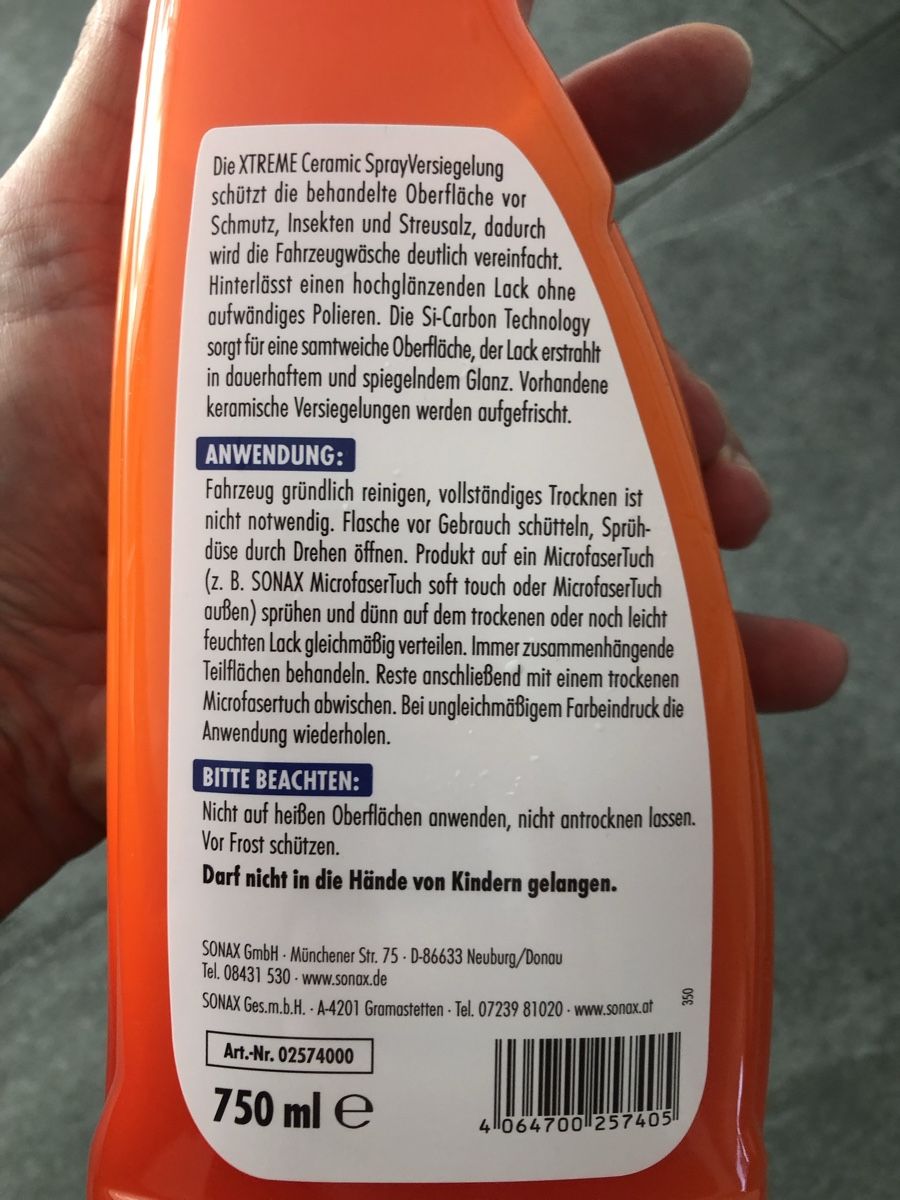 Die XTREME Ceramic SprayVersiegelung
schützt die behandelte Oberfläche vor
Schmutz, Insekten und Streusalz, dadurch
wird die Fahrzeugwäsche deutlich vereinfacht.
Hinterlässt einen hochglänzenden Lack ohne
aufwändiges Polieren. Die Si-Carbon Technology
sorgt für eine samtweiche Oberfläche, der Lack erstrahlt
in dauerhaftem und spiegelndem Glanz. Vorhandene
keramische Versiegelungen werden aufgefrischt.
ANWENDUNG:
Fahrzeug gründlich reinigen, vollständiges Trocknen ist
nicht notwendig. Flasche vor Gebrauch schütteln, Sprüh-
düse durch Drehen öffnen. Produkt auf ein MicrofaserTuch
(z. B. SONAX MicrofaserTuch soft touch oder MicrofaserTuch
außen) sprühen und dünn auf dem trockenen oder noch leicht
feuchten Lack gleichmäßig verteilen. Immer zusammenhängende
Teilflächen behandeln. Reste anschließend mit einem trockenen
Microfasertuch abwischen. Bei ungleichmäßigem Farbeindruck die
Anwendung wiederholen.
BITTE BEACHTEN:
Nicht auf heißen Oberflächen anwenden, nicht antrocknen lassen.
Vor Frost schützen.
Darf nicht in die Hände von Kindern gelangen.
SONAX GmbH · Münchener Str. 75 · D-86633 Neuburg/Donau
Tel. 08431 530 · www.sonax.de
SONAX Ges.m.b.H. · A-4201 Gramastetten · Tel. 07239 81020 · www.sonax.at
350
Art.-Nr. 02574000
750 ml e
4 064700 257405